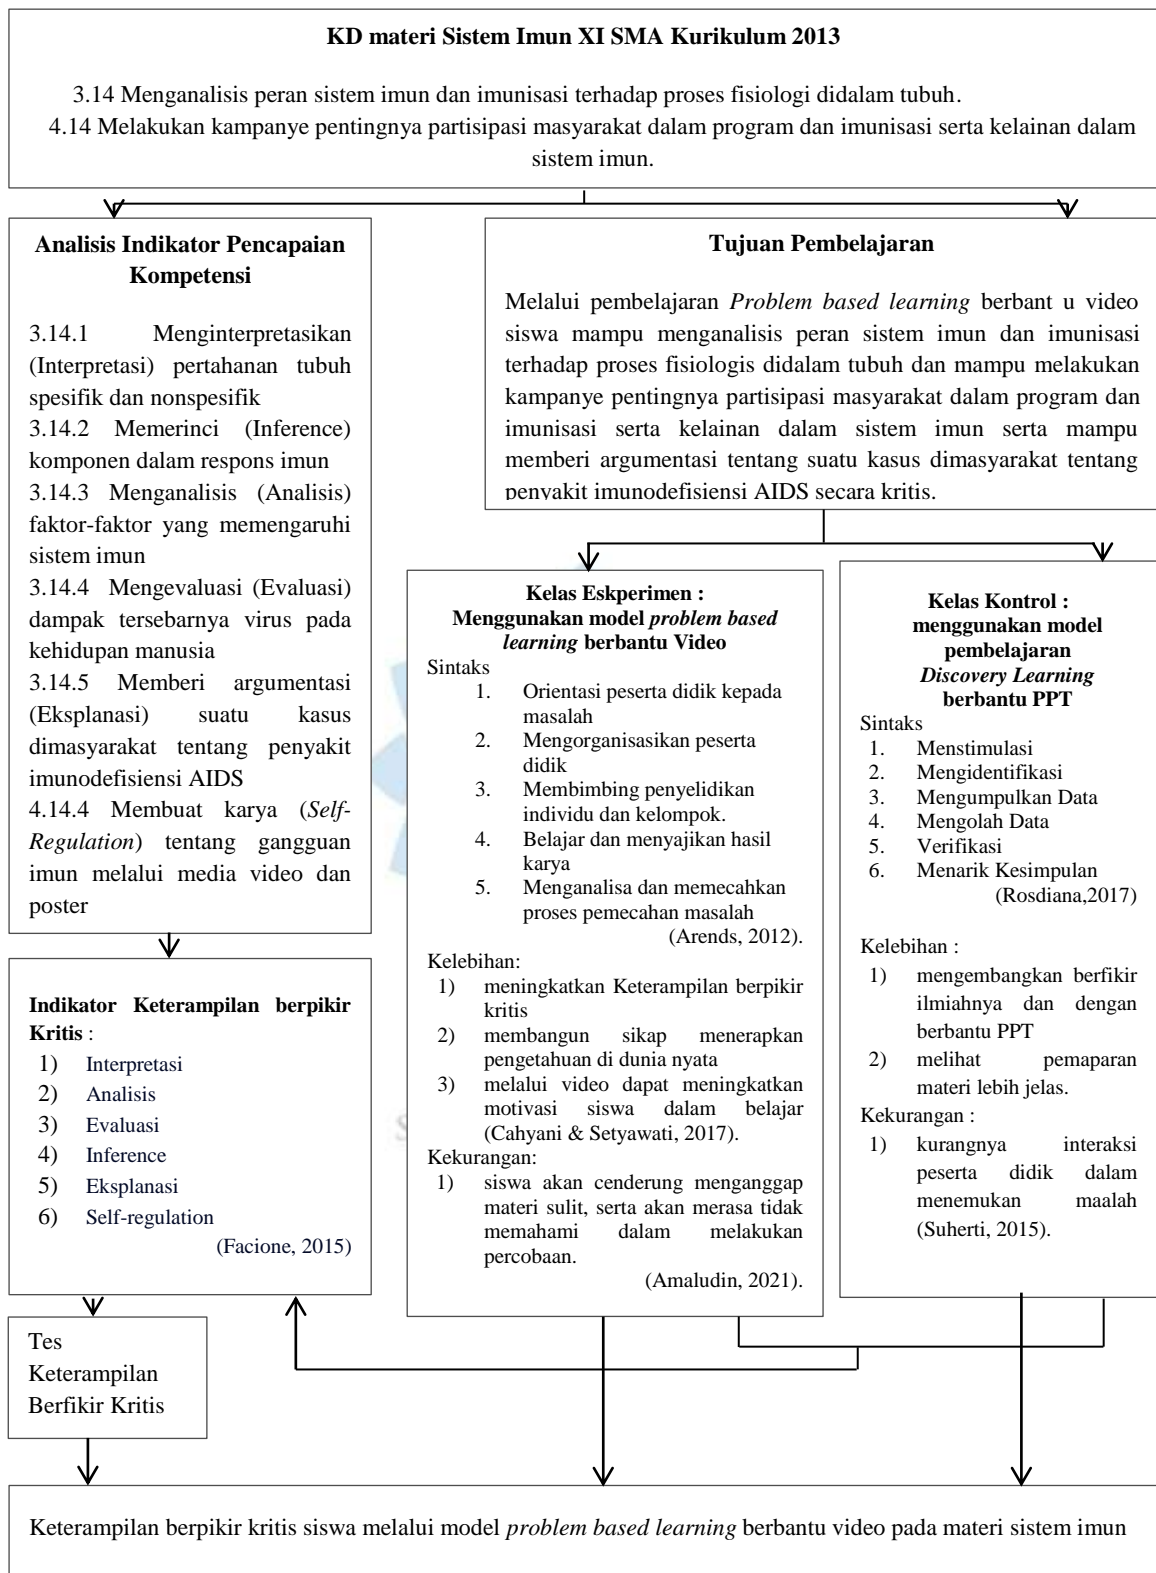 KD materi Sistem Imun XI SMA Kurikulum 2013
3.14 Menganalisis peran sistem imun dan imunisasi terhadap proses fisiologi didalam tubuh.
4.14 Melakukan kampanye pentingnya partisipasi masyarakat dalam program dan imunisasi serta kelainan dalam
sistem imun.
Analisis Indikator Pencapaian
Kompetensi
3.14.1 Menginterpretasikan
(Interpretasi) pertahanan tubuh
spesifik dan nonspesifik
3.14.2 Memerinci (Inference)
komponen dalam respons imun
3.14.3 Menganalisis (Analisis)
faktor-faktor yang memengaruhi
sistem imun
3.14.4 Mengevaluasi (Evaluasi)
dampak tersebarnya virus pada
kehidupan manusia
3.14.5 Memberi argumentasi
(Eksplanasi) suatu kasus
dimasyarakat tentang penyakit
imunodefisiensi AIDS
4.14.4 Membuat karya (Self-
Regulation) tentang gangguan
imun melalui media video dan
poster
Tujuan Pembelajaran
Melalui pembelajaran Problem based learning berbant u video
siswa mampu menganalisis peran sistem imun dan imunisasi
terhadap proses fisiologis didalam tubuh dan mampu melakukan
kampanye pentingnya partisipasi masyarakat dalam program dan
imunisasi serta kelainan dalam sistem imun serta mampu
memberi argumentasi tentang suatu kasus dimasyarakat tentang
penyakit imunodefisiensi AIDS secara kritis.
Kelas Eskperimen :
Menggunakan model problem based
learning berbantu Video
Sintaks
1. Orientasi peserta didik kepada
masalah
2. Mengorganisasikan peserta
didik
3. Membimbing penyelidikan
individu dan kelompok.
4. Belajar dan menyajikan hasil
karya
5. Menganalisa dan memecahkan
proses pemecahan masalah
(Arends, 2012).
Kelebihan:
1) meningkatkan Keterampilan berpikir
kritis
2) membangun sikap menerapkan
pengetahuan di dunia nyata
3) melalui video dapat meningkatkan
motivasi siswa dalam belajar
(Cahyani & Setyawati, 2017).
Kekurangan:
1) siswa akan cenderung menganggap
materi sulit, serta akan merasa tidak
memahami dalam melakukan
percobaan.
(Amaludin, 2021).
Kelas Kontrol :
menggunakan model
pembelajaran
Discovery Learning
berbantu PPT
Sintaks
1. Menstimulasi
2. Mengidentifikasi
3. Mengumpulkan Data
4. Mengolah Data
5. Verifikasi
6. Menarik Kesimpulan
(Rosdiana,2017)
Kelebihan :
1) mengembangkan berfikir
ilmiahnya dan dengan
berbantu PPT
2) melihat pemaparan
materi lebih jelas.
Kekurangan :
1) kurangnya interaksi
peserta didik dalam
menemukan maalah
(Suherti, 2015).
Indikator Keterampilan berpikir
Kritis :
1) Interpretasi
2) Analisis
3) Evaluasi
4) Inference
5) Eksplanasi
6) Self-regulation
(Facione, 2015)
Tes
Keterampilan
Berfikir Kritis
Keterampilan berpikir kritis siswa melalui model problem based learning berbantu video pada materi sistem imun